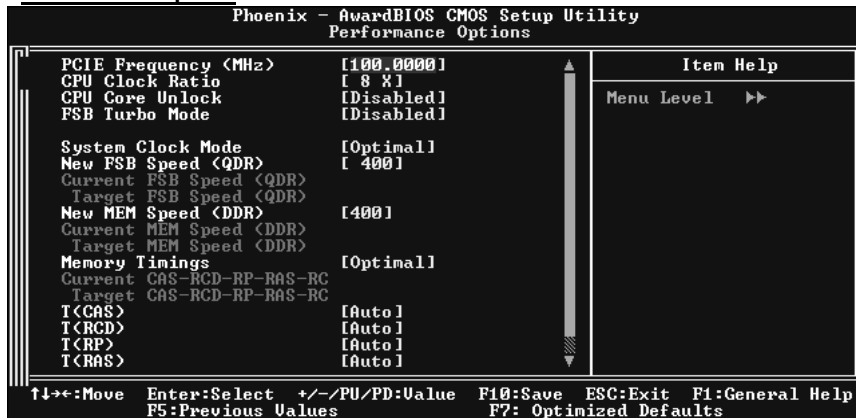 Phoenix - AwardBIOS CMOS Setup Utility
Performance Options
PCIE Frequency (MHz) [100.0000]
Item Help
CPU Clock Ratio [ 8 X]
CPU Core Unlock [Disabled]
Menu Level ▸▸
FSB Turbo Mode [Disabled]
System Clock Mode [Optimal]
New FSB Speed (QDR) [ 400]
Current FSB Speed (QDR)
Target FSB Speed (QDR)
New MEM Speed (DDR) [400]
Current MEM Speed (DDR)
Target MEM Speed (DDR)
Memory Timings [Optimal]
Current CAS-RCD-RP-RAS-RC
Target CAS-RCD-RP-RAS-RC
T(CAS) [Auto]
T(RCD) [Auto]
T(RP) [Auto]
T(RAS) [Auto]
↑↓→←:Move Enter:Select +/-/PU/PD:Value F10:Save ESC:Exit F1:General Help
F5:Previous Values F7: Optimized Defaults